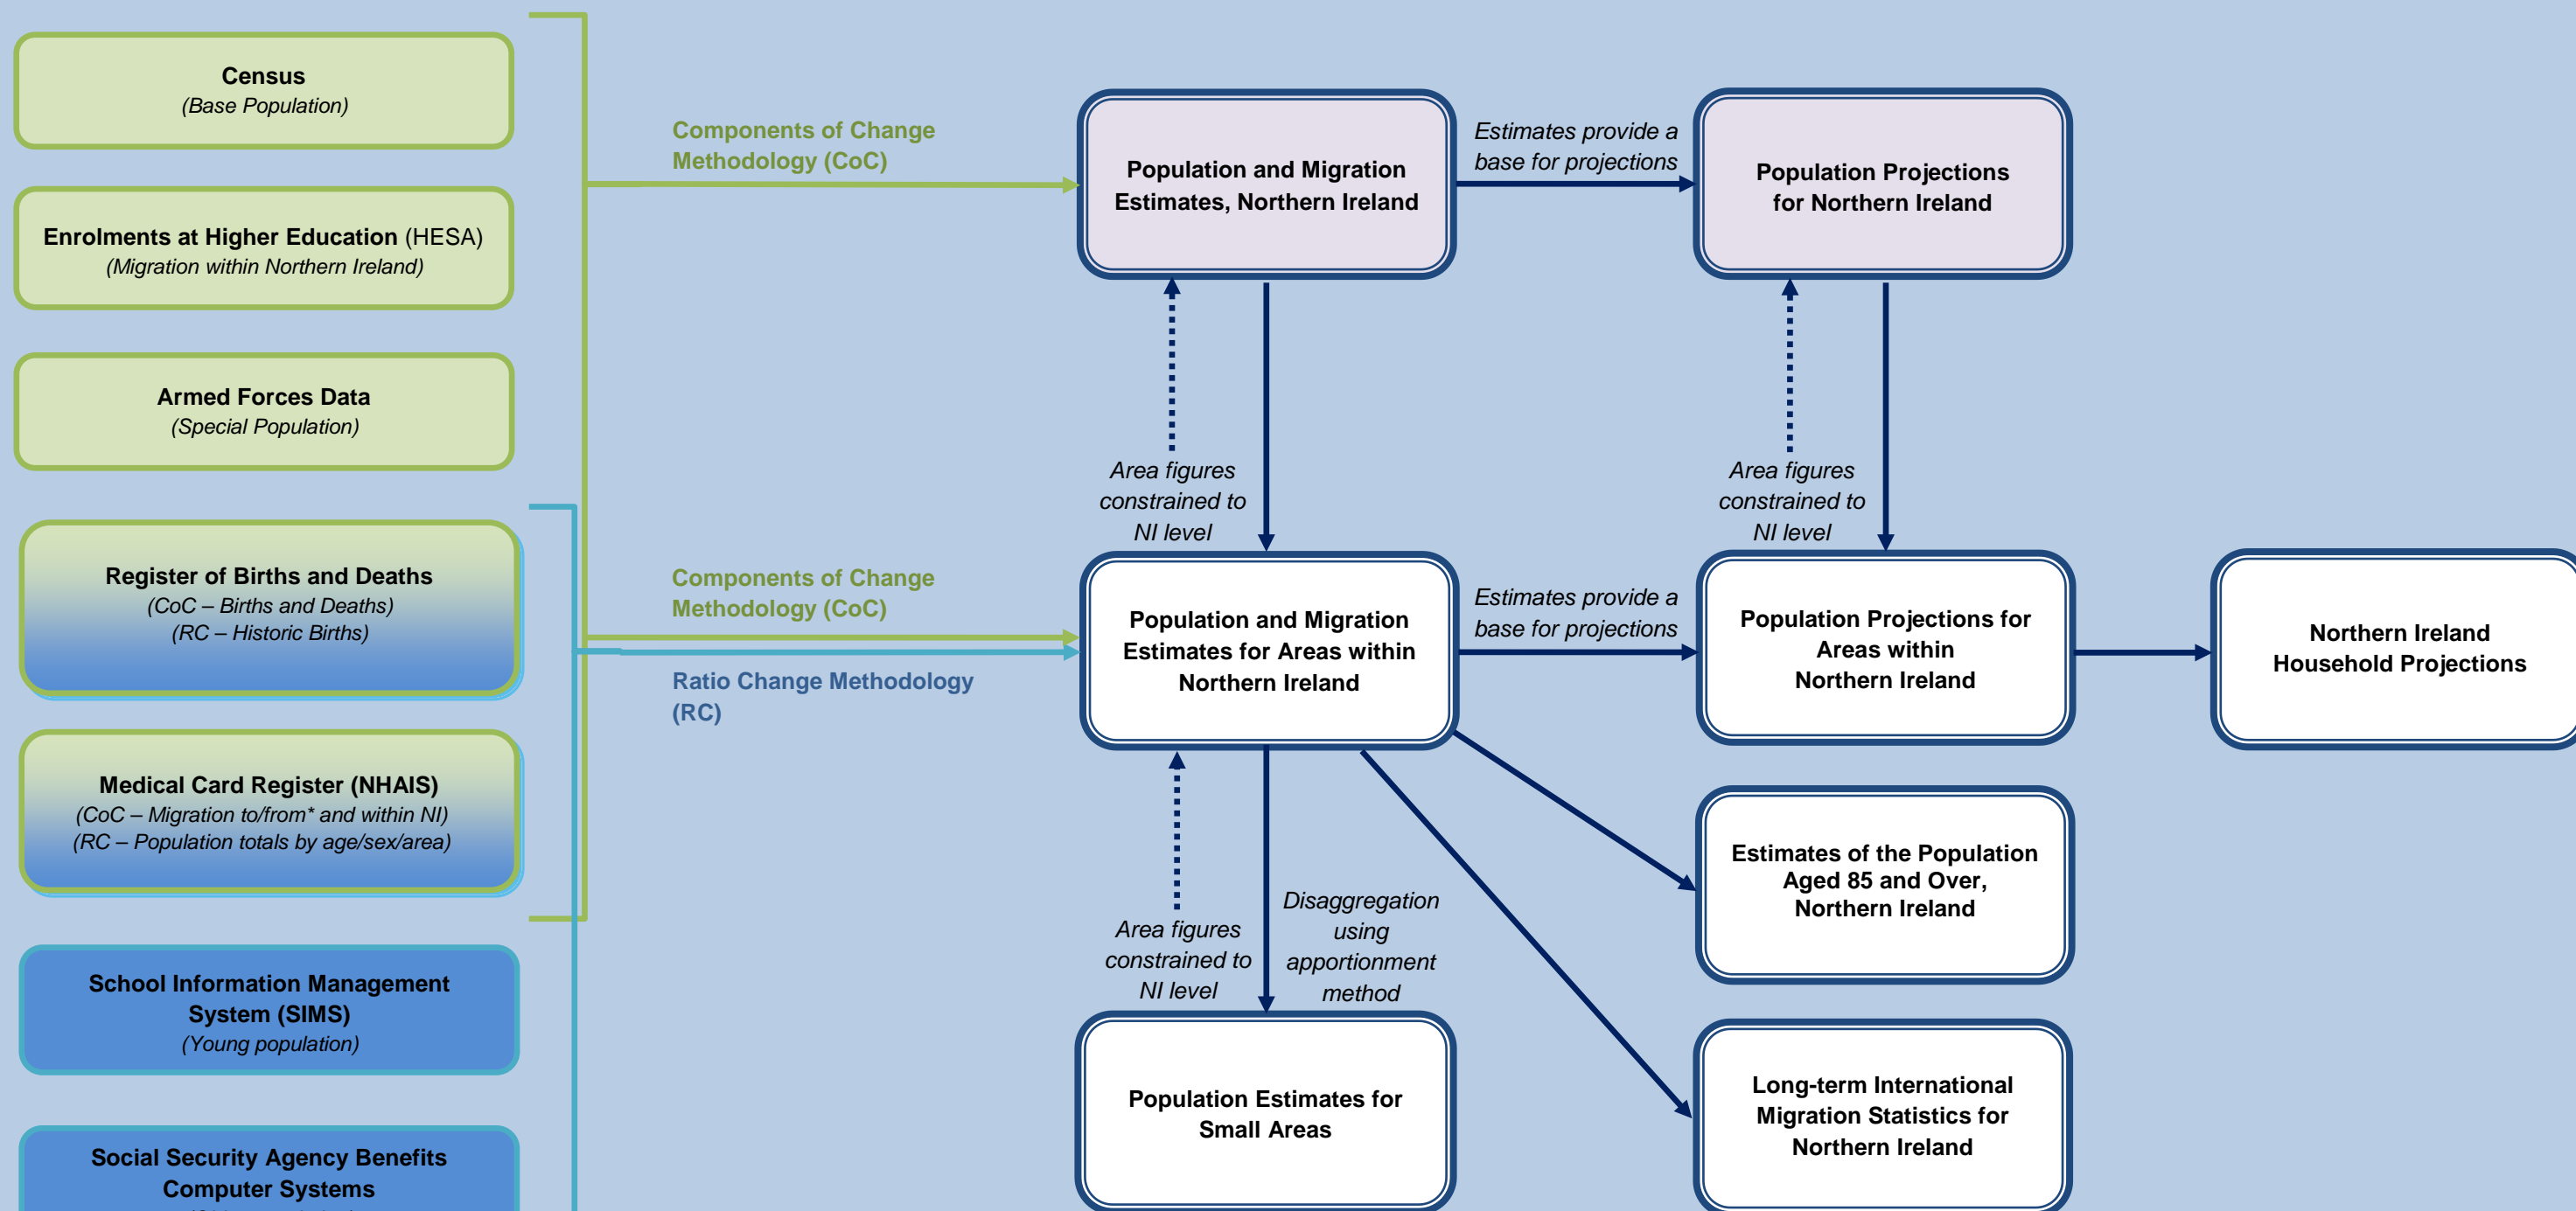 Census
(Base Population)
Enrolments at Higher Education (HESA)
(Migration within Northern Ireland)
Armed Forces Data
(Special Population)
Register of Births and Deaths
(CoC – Births and Deaths)
(RC – Historic Births)
Medical Card Register (NHAIS)
(CoC – Migration to/from* and within NI)
(RC – Population totals by age/sex/area)
School Information Management
System (SIMS)
(Young population)
Social Security Agency Benefits
Computer Systems
Components of Change
Methodology (CoC)
Components of Change
Methodology (CoC)
Ratio Change Methodology
(RC)
Population and Migration
Estimates, Northern Ireland
Estimates provide a
base for projections
Population Projections
for Northern Ireland
Area figures
constrained to
NI level
Area figures
constrained to
NI level
Population and Migration
Estimates for Areas within
Northern Ireland
Estimates provide a
base for projections
Population Projections for
Areas within
Northern Ireland
Northern Ireland
Household Projections
Area figures
constrained to
NI level
Disaggregation
using
apportionment
method
Estimates of the Population
Aged 85 and Over,
Northern Ireland
Population Estimates for
Small Areas
Long-term International
Migration Statistics for
Northern Ireland